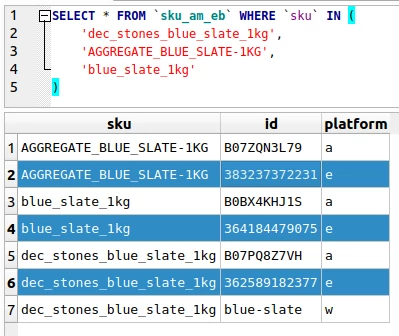 1 SELECT * FROM `sku_am_eb` WHERE `sku` IN (
2 'dec_stones_blue_slate_1kg',
3 'AGGREGATE_BLUE_SLATE-1KG',
4 'blue_slate_1kg'
5 )
sku id platform
1 AGGREGATE_BLUE_SLATE-1KG B07ZQN3L79 a
2 AGGREGATE_BLUE_SLATE-1KG 383237372231 e
3 blue_slate_1kg B0BX4KHJ1S a
4 blue_slate_1kg 364184479075 e
5 dec_stones_blue_slate_1kg B07PQ8Z7VH a
6 dec_stones_blue_slate_1kg 362589182377 e
7 dec_stones_blue_slate_1kg blue-slate w